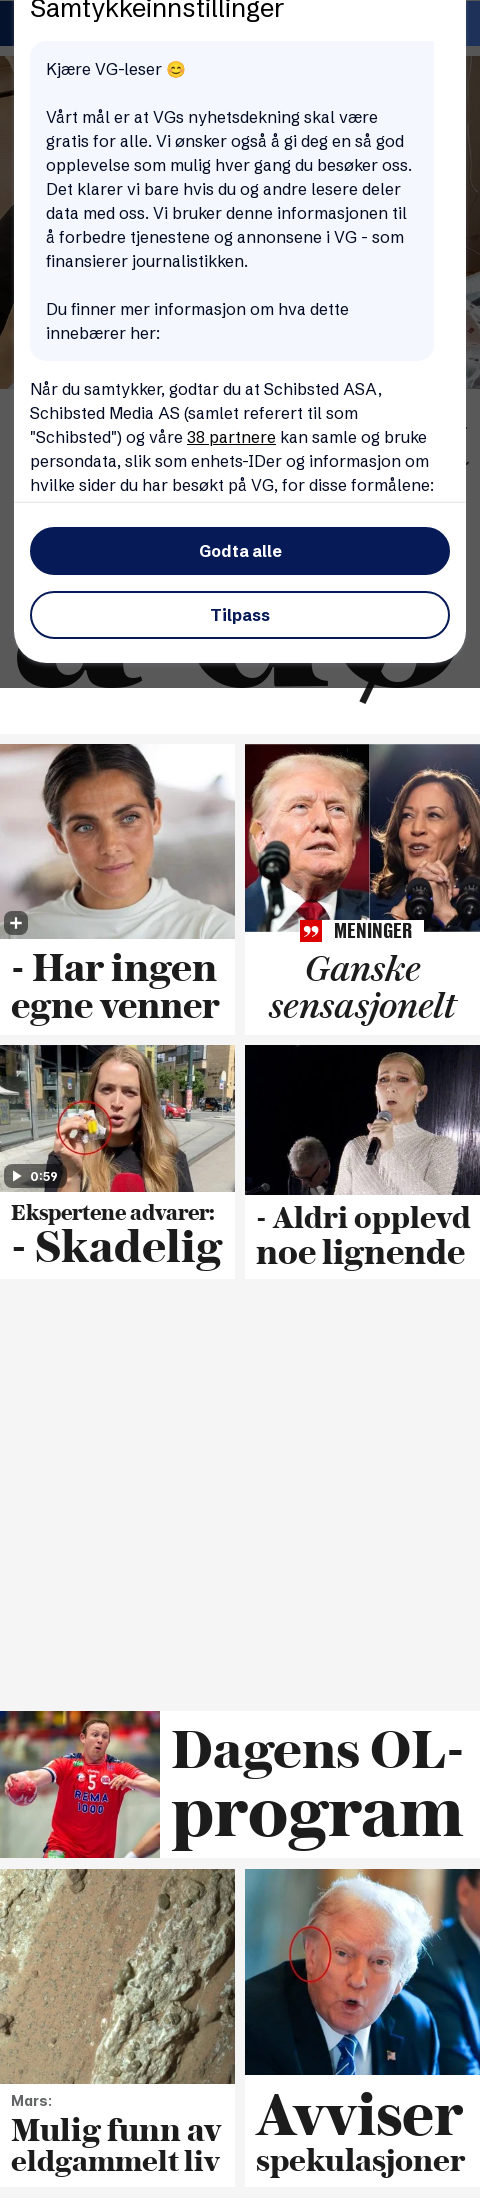 Samtykkeinnstillinger
Kjære VG-leser 😊
Vårt mål er at VGs nyhetsdekning skal være
gratis for alle. Vi ønsker også å gi deg en så god
opplevelse som mulig hver gang du besøker oss.
Det klarer vi bare hvis du og andre lesere deler
data med oss. Vi bruker denne informasjonen til
å forbedre tjenestene og annonsene i VG - som
finansierer journalistikken.
Du finner mer informasjon om hva dette
innebærer her:
Når du samtykker, godtar du at Schibsted ASA,
Schibsted Media AS (samlet referert til som
"Schibsted") og våre 38 partnere kan samle og bruke
persondata, slik som enhets-IDer og informasjon om
hvilke sider du har besøkt på VG, for disse formålene:
Godta alle
Tilpass
- Har ingen
egne venner
MENINGER
Ganske
sensasjonelt
0:59
Ekspertene advarer:
- Skadelig
- Aldri opplevd
noe lignende
5
REMA
1000
Dagens OL-
program
Mars:
Mulig funn av
eldgammelt liv
Avviser
spekulasjoner